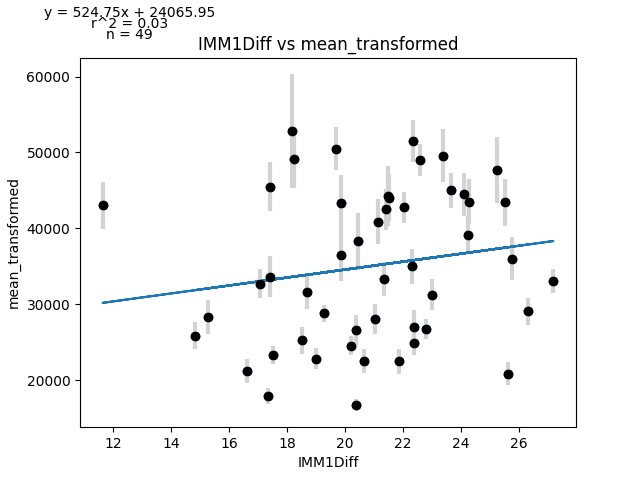 y = 524.75x + 24065.95
r^2 = 0.03
n = 49
IMM1Diff vs mean_transformed
60000
50000
40000
30000
20000
mean_transformed
12 14 16 18 20 22 24 26
IMM1Diff